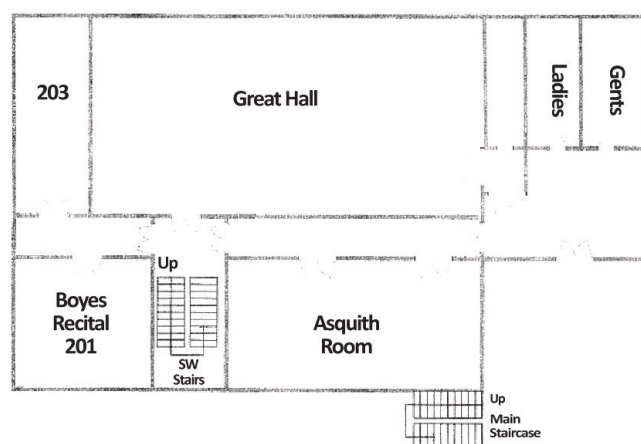 203
Great Hall
Ladies
Gents
Up
Boyes
Recital
201
SW
Stairs
Asquith
Room
Up
Main
Staircase